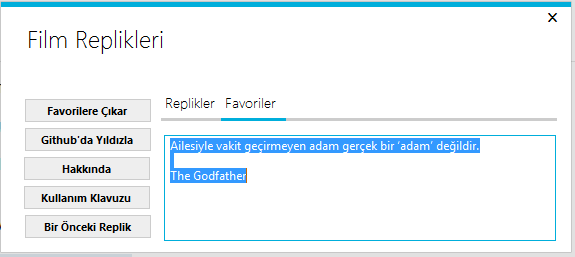 Film Replikleri
Replikler Favoriler
Favorilere Çıkar
Github'da Yıldızla
Hakkında
Kullanım Klavuzu
Bir Önceki Replik
Ailesiyle vakit geçirmeyen adam gerçek bir 'adam' değildir.
The Godfather